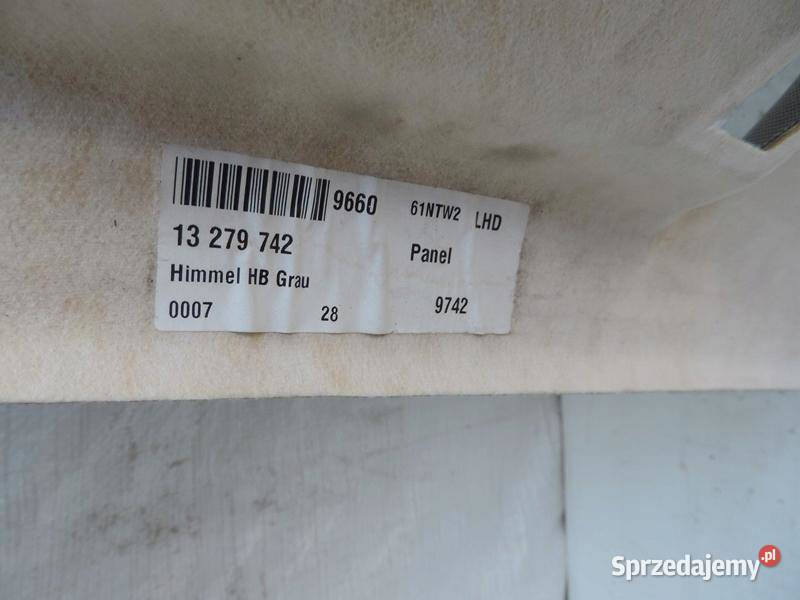 9660 61NTW2 LHD
13 279 742 Panel
Himmel HB Grau
0007 28 9742
Sprzedajemy.pl